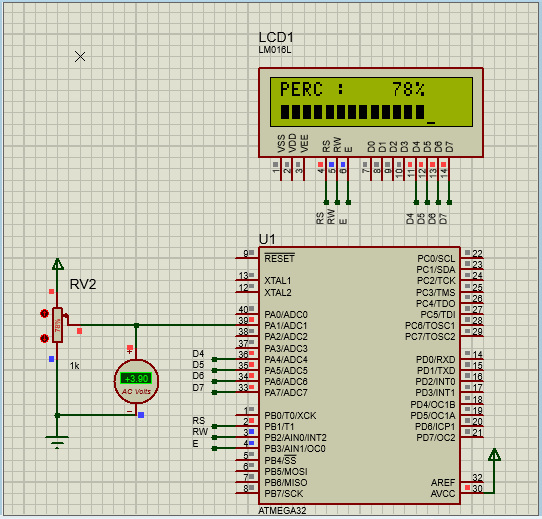 LCD1
LM016L
PERC : 78%
VSS VDD VEE RS RW E D0 D1 D2 D3 D4 D5 D6 D7
1 2 3 4 5 6 7 8 9 10 11 12 13 14
RS RW E D4 D5 D6 D7
U1
9 RESET PC0/SCL 22
PC1/SDA 23
13 XTAL1 PC2/TCK 24
12 XTAL2 PC3/TMS 25
PC4/TDO 26
40 PA0/ADC0 PC5/TDI 27
39 PA1/ADC1 PC6/TOSC1 28
38 PA2/ADC2 PC7/TOSC2 29
37 PA3/ADC3
D4 36 PA4/ADC4 PD0/RXD 14
D5 35 PA5/ADC5 PD1/TXD 15
D6 34 PA6/ADC6 PD2/INT0 16
D7 33 PA7/ADC7 PD3/INT1 17
PD4/OC1B 18
1 PB0/T0/XCK PD5/OC1A 19
RS 2 PB1/T1 PD6/ICP1 20
RW 3 PB2/AIN0/INT2 PD7/OC2 21
E 4 PB3/AIN1/OC0
5 PB4/SS
6 PB5/MOSI
7 PB6/MISO AREF 32
8 PB7/SCK AVCC 30
ATMEGA32
RV2
78%
1k
+
+3.90
AC Volts
-